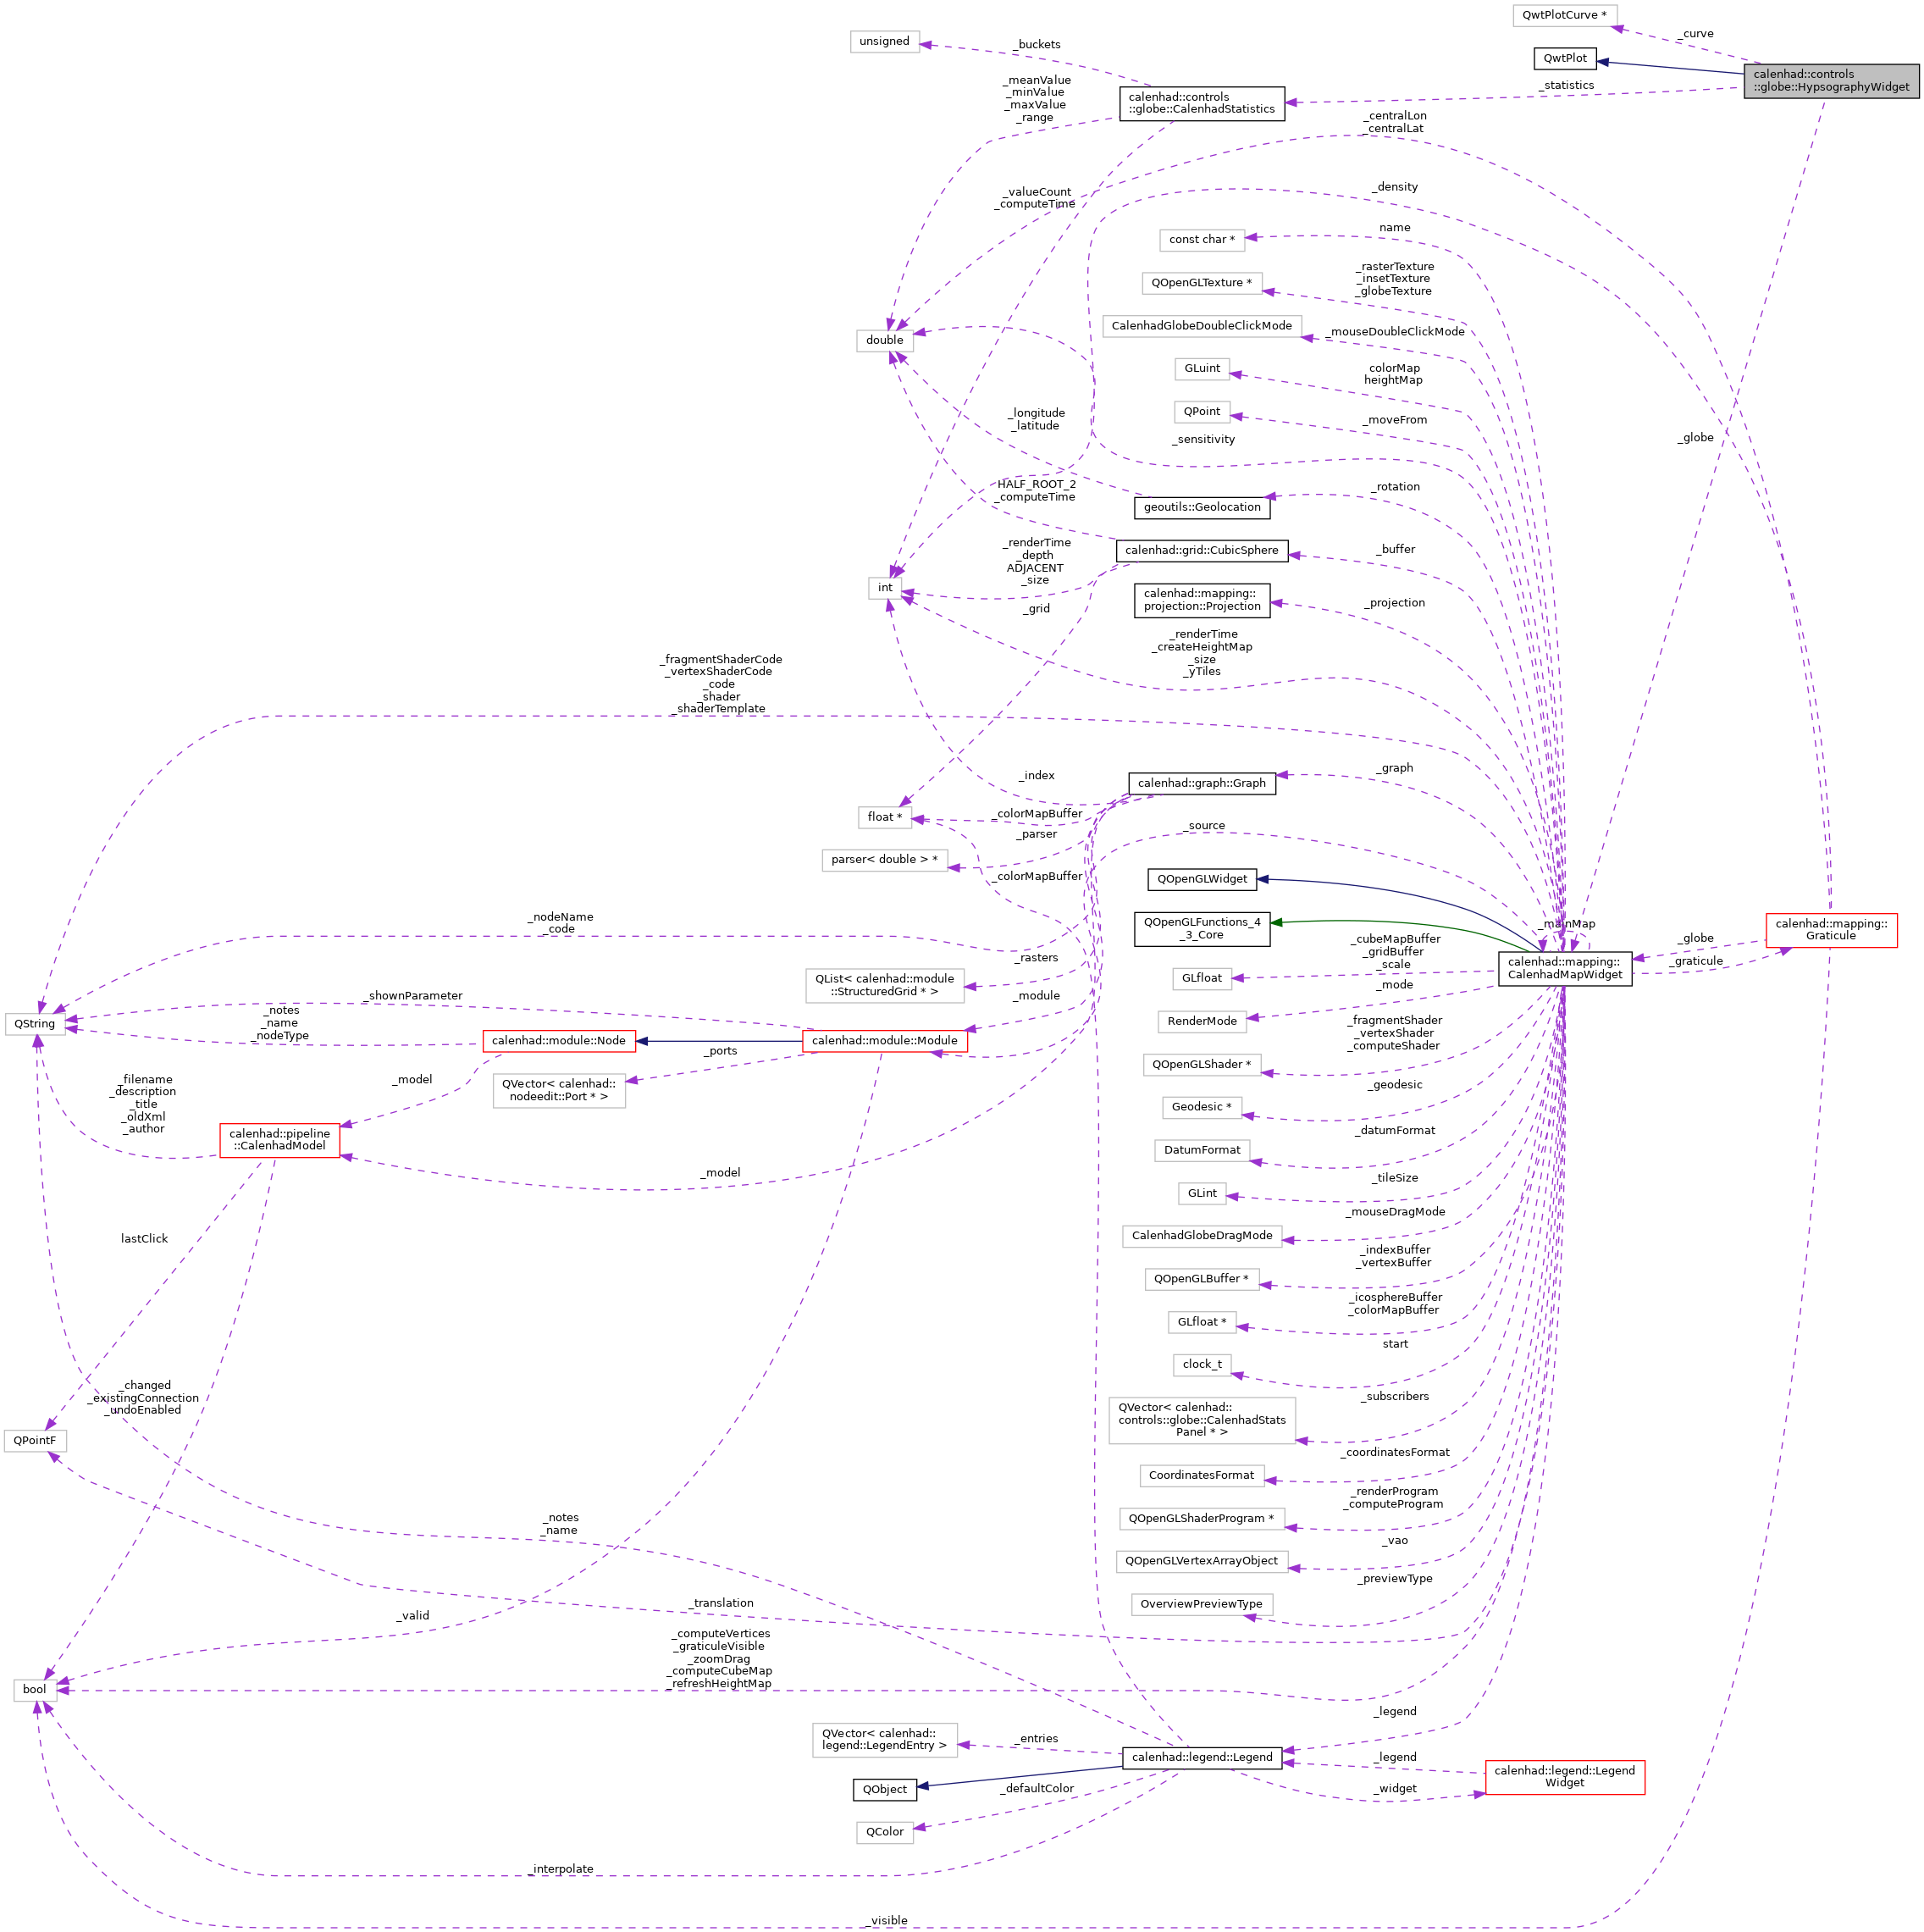 QwtPlotCurve *
_curve
unsigned
_buckets
QwtPlot
calenhad::controls
::globe::HypsographyWidget
_statistics
_meanValue
_minValue
_maxValue
_range
calenhad::controls
::globe::CalenhadStatistics
_centralLon
_centralLat
_valueCount
_computeTime
_density
name
const char *
_rasterTexture
_insetTexture
_globeTexture
QOpenGLTexture *
CalenhadGlobeDoubleClickMode
_mouseDoubleClickMode
double
GLuint
colorMap
heightMap
QPoint
_moveFrom
_longitude
_latitude
_sensitivity
_globe
HALF_ROOT_2
_computeTime
_rotation
geoutils::Geolocation
_renderTime
_depth
ADJACENT
_size
calenhad::grid::CubicSphere
_buffer
int
_grid
calenhad::mapping::
projection::Projection
_projection
_renderTime
_createHeightMap
_size
_yTiles
_fragmentShaderCode
_vertexShaderCode
_code
_shader
_shaderTemplate
_index
calenhad::graph::Graph
_graph
float *
_colorMapBuffer
_parser
_source
parser< double > *
_colorMapBuffer
QOpenGLWidget
_nodeName
_code
QOpenGLFunctions_4
_3_Core
_mainMap
calenhad::mapping::
Graticule
_globe
_graticule
_rasters
_cubeMapBuffer
_gridBuffer
_scale
calenhad::mapping::
CalenhadMapWidget
QList< calenhad::module
::StructuredGrid * >
GLfloat
_mode
_shownParameter
_module
RenderMode
QString
_notes
_name
_nodeType
calenhad::module::Node
calenhad::module::Module
_fragmentShader
_vertexShader
_computeShader
_ports
QOpenGLShader *
_model
QVector< calenhad::
nodeedit::Port * >
_geodesic
_filename
_description
_title
_oldXml
_author
Geodesic *
calenhad::pipeline
::CalenhadModel
_datumFormat
DatumFormat
_model
_tileSize
GLint
_mouseDragMode
lastClick
CalenhadGlobeDragMode
_indexBuffer
_vertexBuffer
QOpenGLBuffer *
_icosphereBuffer
_colorMapBuffer
GLfloat *
start
clock_t
_changed
_existingConnection
_undoEnabled
_subscribers
QVector< calenhad::
controls::globe::CalenhadStats
Panel * >
QPointF
_coordinatesFormat
CoordinatesFormat
_notes
_name
_renderProgram
_computeProgram
QOpenGLShaderProgram *
_vao
QOpenGLVertexArrayObject
_previewType
OverviewPreviewType
_translation
_valid
_computeVertices
_graticuleVisible
_zoomDrag
_computeCubeMap
_refreshHeightMap
bool
_legend
QVector< calenhad::
legend::LegendEntry >
_entries
calenhad::legend::Legend
_legend
calenhad::legend::Legend
Widget
QObject
_defaultColor
_widget
QColor
_interpolate
_visible